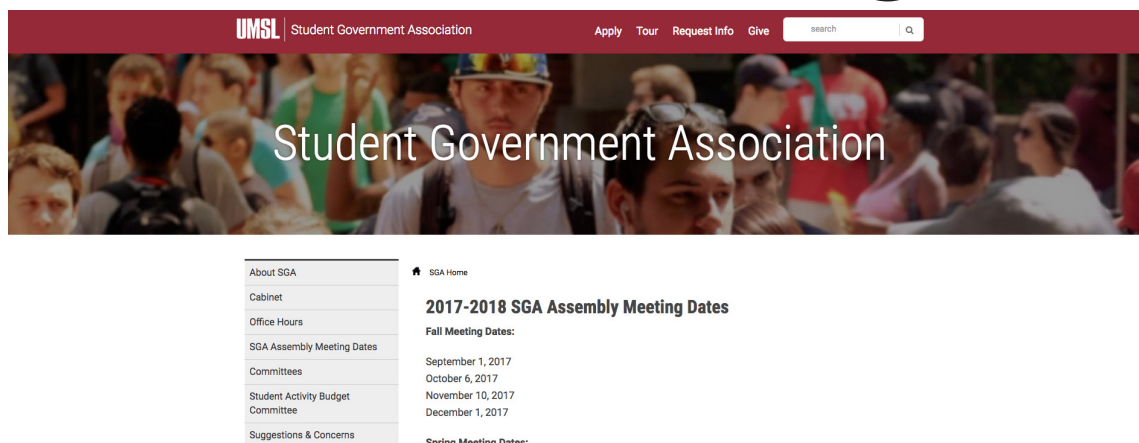 UMSL Student Government Association Apply Tour Request Info Give search
Student Government Association
About SGA
Cabinet
Office Hours
SGA Assembly Meeting Dates
Committees
Student Activity Budget
Committee
Suggestions & Concerns
SGA Home
2017-2018 SGA Assembly Meeting Dates
Fall Meeting Dates:
September 1, 2017
October 6, 2017
November 10, 2017
December 1, 2017
Spring Meeting Dates: